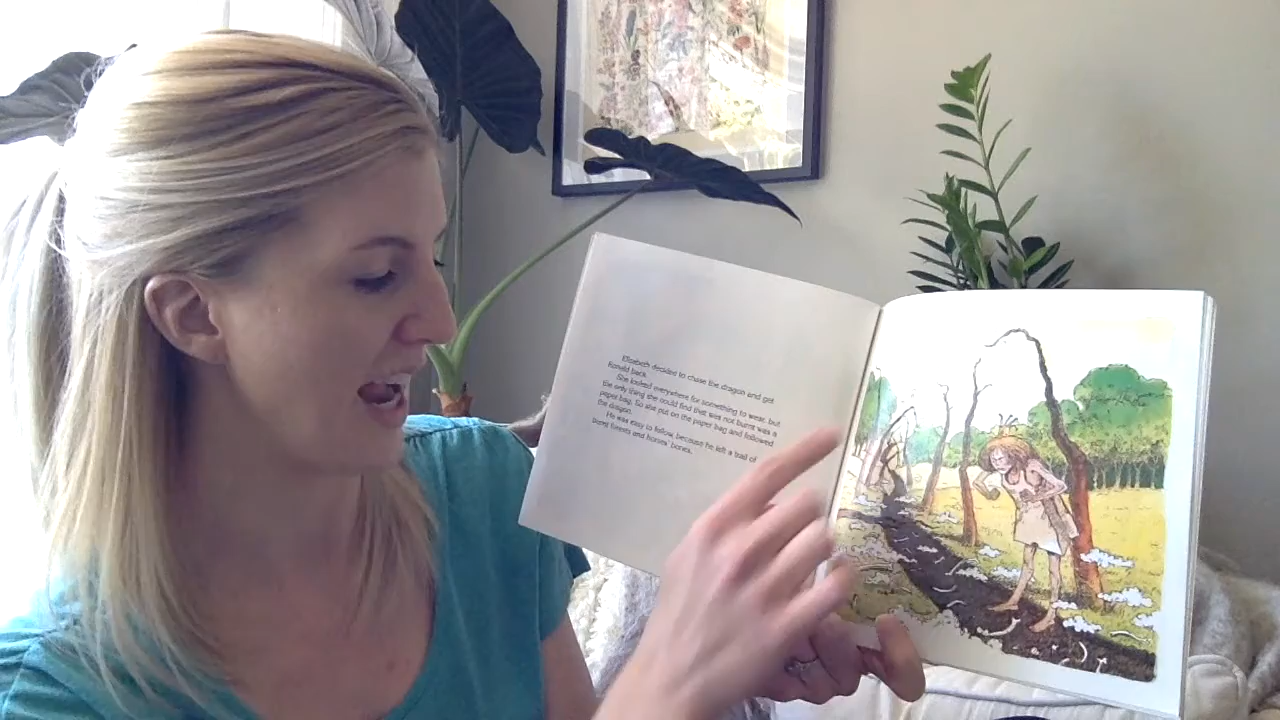 Elizabeth decided to chase the dragon and get
Ronald back.
She looked everywhere for something to wear, but
the only thing she could find that was not burnt was a
paper bag. So she put on the paper bag and followed
the dragon.
He was easy to follow, because he left a trail of
burnt forests and horses' bones.